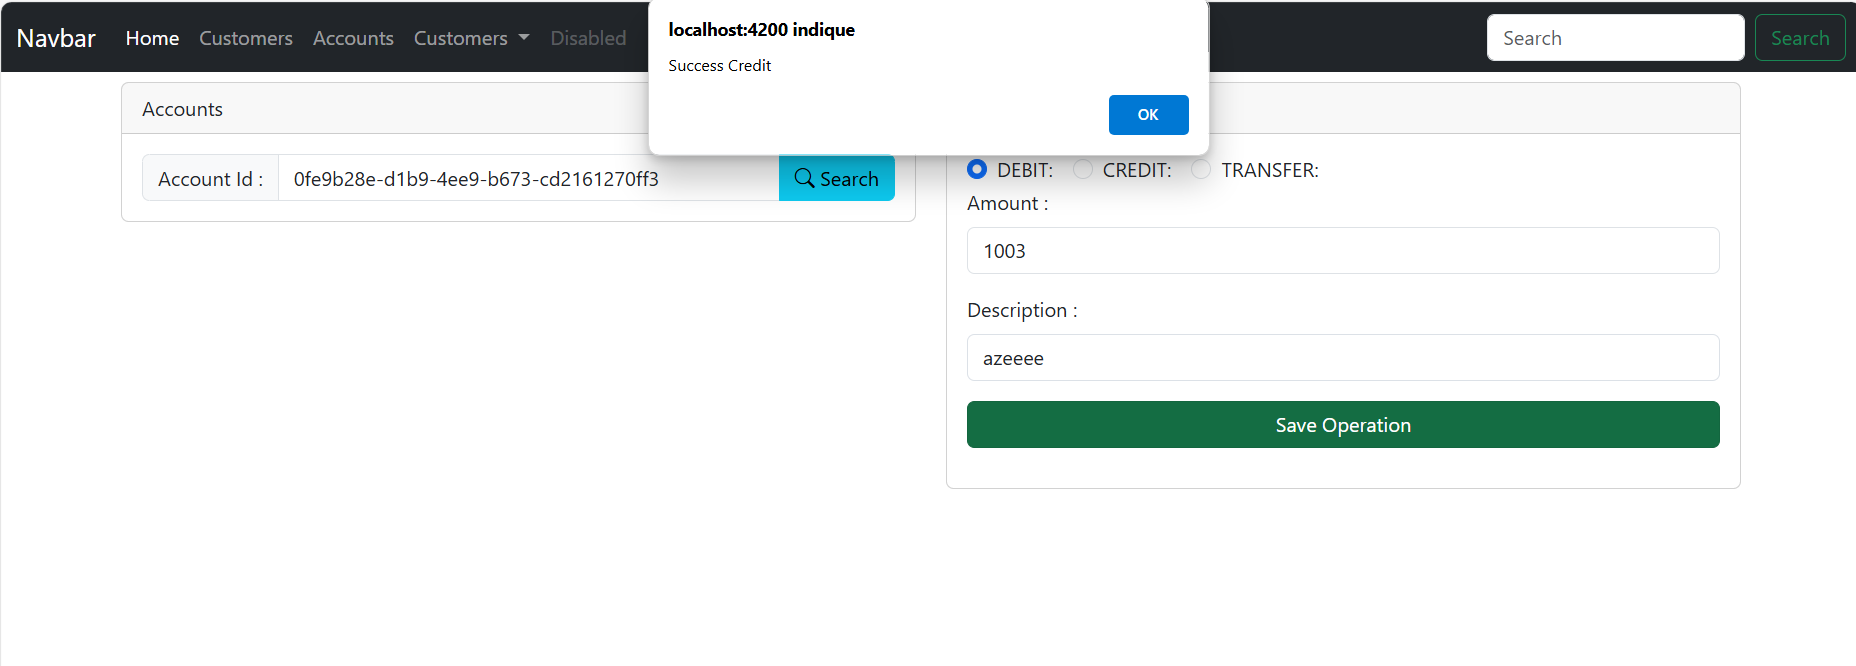 Navbar Home Customers Accounts Customers Disabled Search Search
localhost:4200 indique
Success Credit
OK
Accounts
Account Id : 0fe9b28e-d1b9-4ee9-b673-cd2161270ff3 Search
DEBIT: CREDIT: TRANSFER:
Amount :
1003
Description :
azeeee
Save Operation